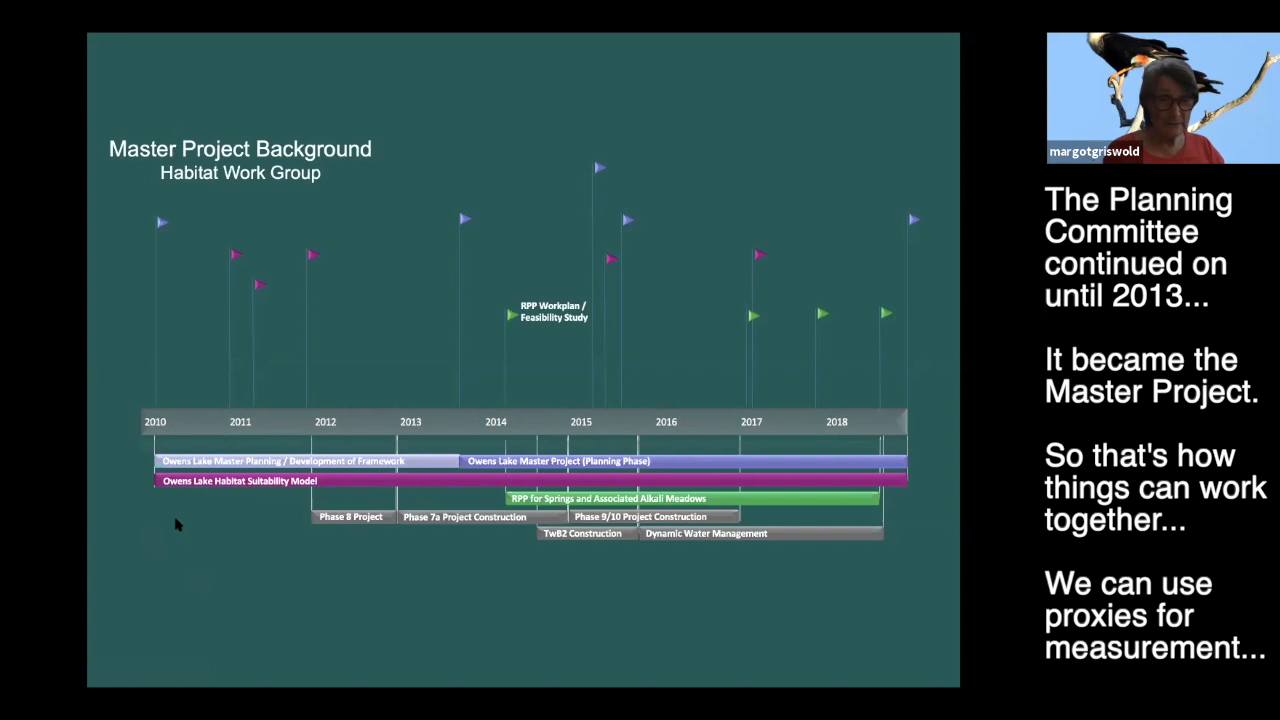 Master Project Background
Habitat Work Group
RPP Workplan /
Feasibility Study
2010 2011 2012 2013 2014 2015 2016 2017 2018
Owens Lake Master Planning / Development of Framework
Owens Lake Master Project (Planning Phase)
Owens Lake Habitat Suitability Model
RPP for Springs and Associated Alkali Meadows
Phase 8 Project
Phase 7a Project Construction
Phase 9/10 Project Construction
TwB2 Construction
Dynamic Water Management
margotgriswold
The Planning
Committee
continued on
until 2013...
It became the
Master Project.
So that's how
things can work
together...
We can use
proxies for
measurement...